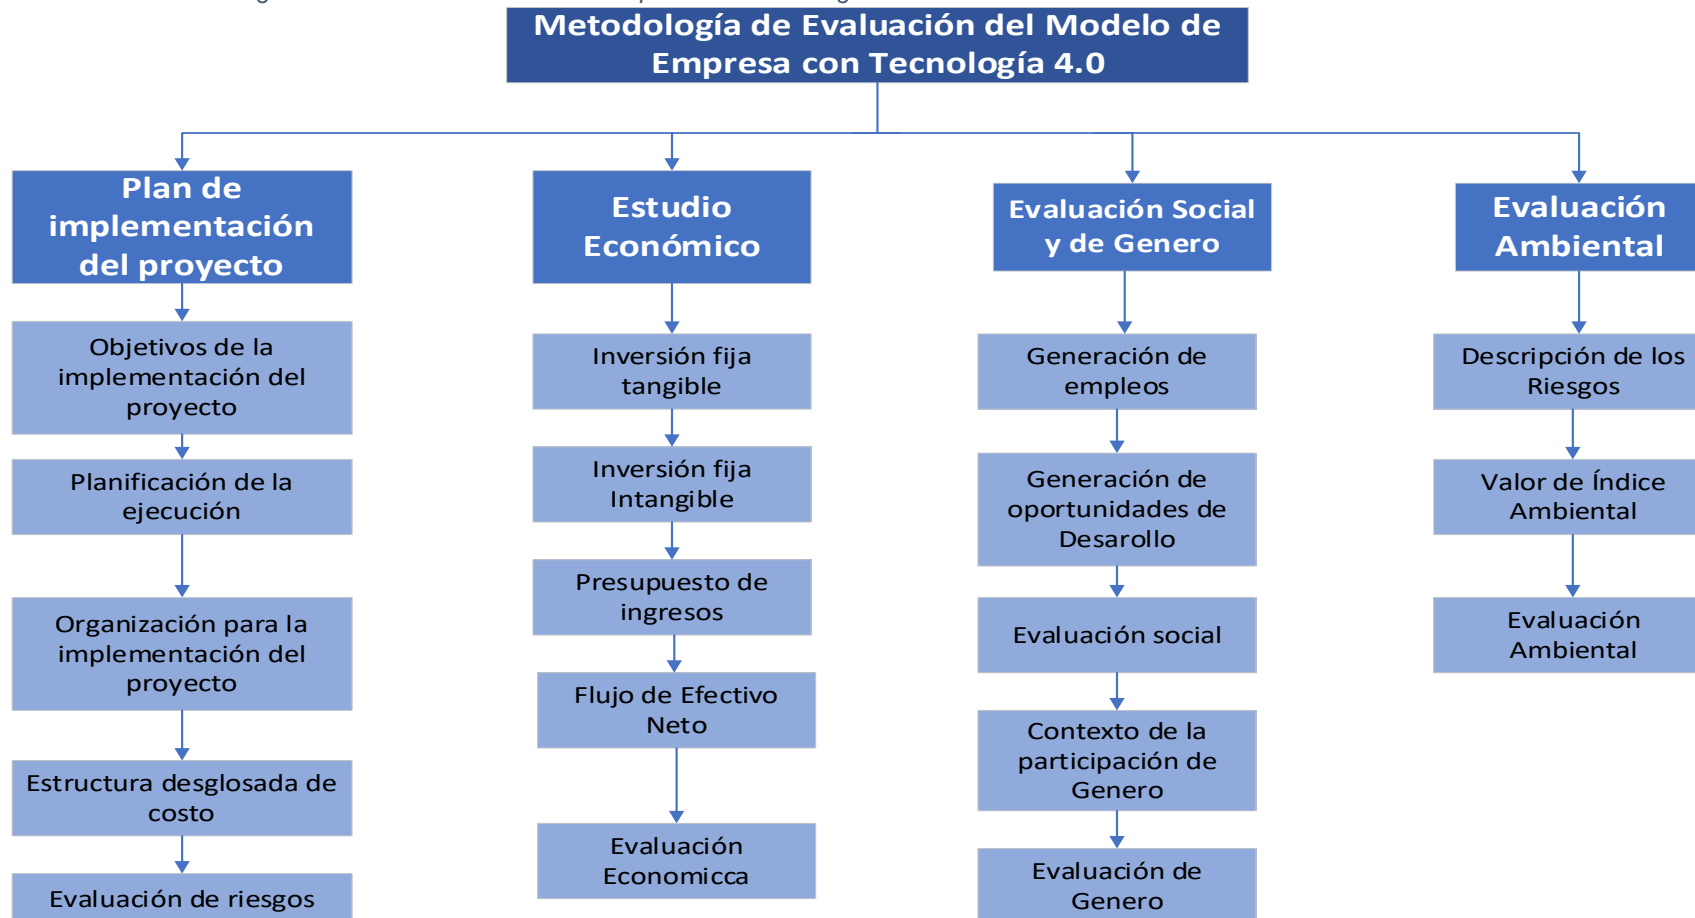 Metodología de Evaluación del Modelo de
Empresa con Tecnología 4.0
Plan de
implementación
del proyecto
Objetivos de la
implementación del
proyecto
Planificación de la
ejecución
Organización para la
implementación del
proyecto
Estructura desglosada de
costo
Evaluación de riesgos
Estudio
Económico
Inversión fija
tangible
Inversión fija
Intangible
Presupuesto de
ingresos
Flujo de Efectivo
Neto
Evaluación
Economicca
Evaluación Social
y de Genero
Generación de
empleos
Generación de
oportunidades de
Desarollo
Evaluación social
Contexto de la
participación de
Genero
Evaluación de
Genero
Evaluación
Ambiental
Descripción de los
Riesgos
Valor de Índice
Ambiental
Evaluación
Ambiental